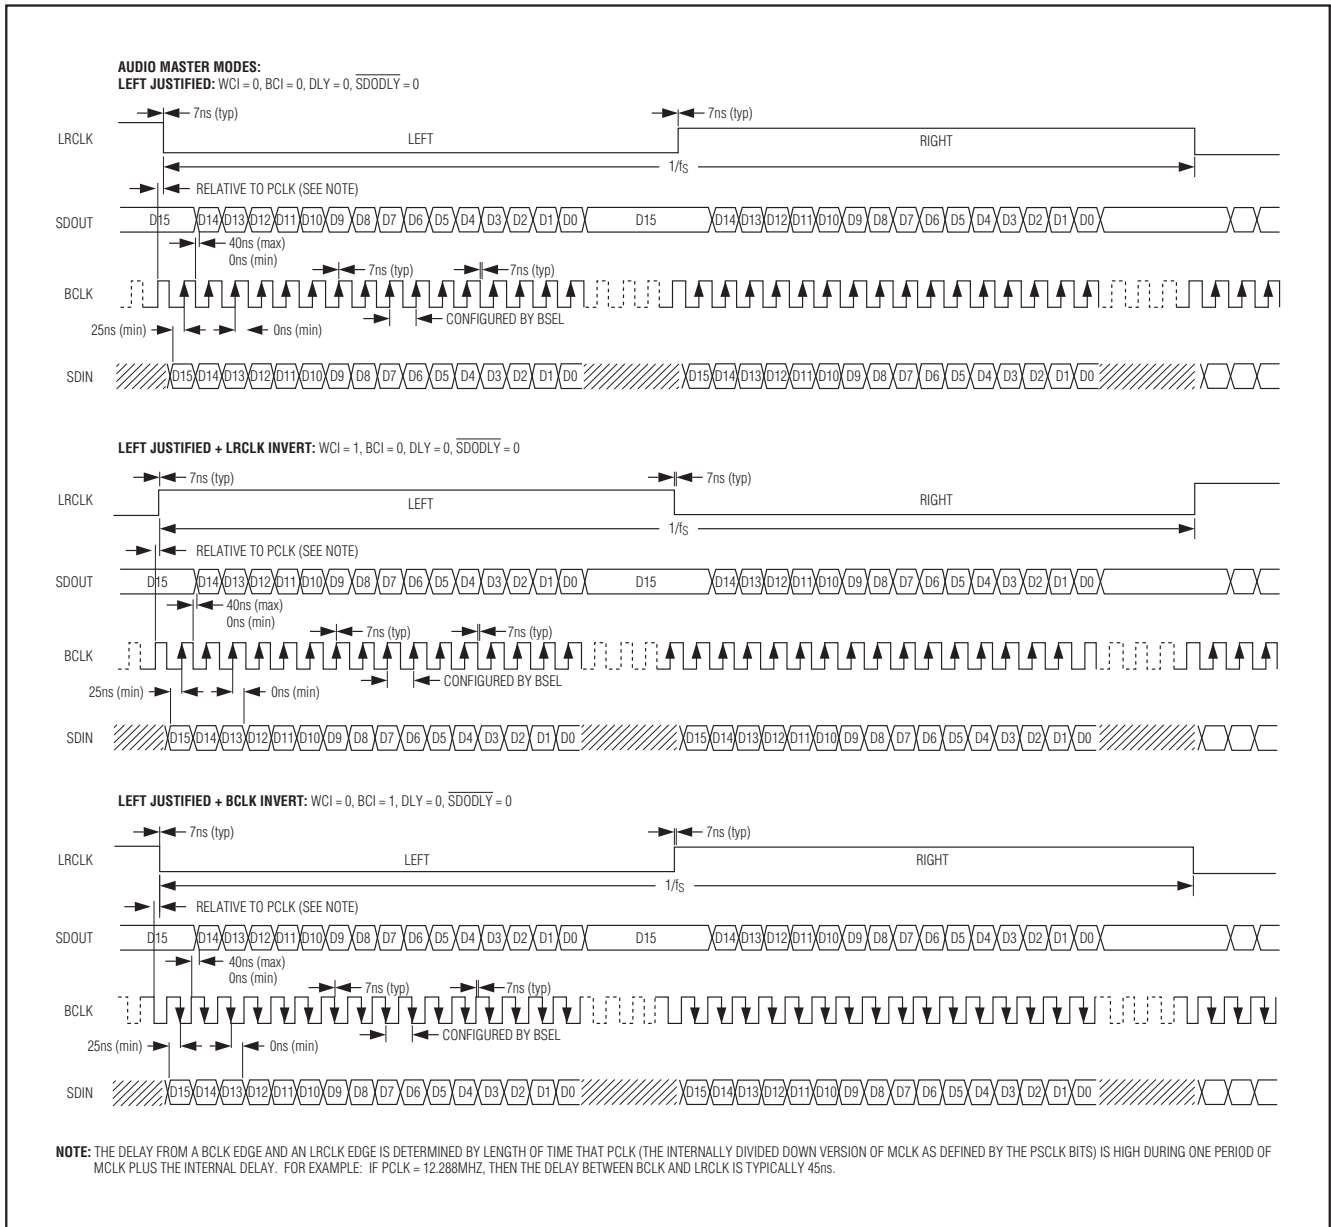 AUDIO MASTER MODES:
LEFT JUSTIFIED: WCI = 0, BCI = 0, DLY = 0, SDODLY = 0
7ns (typ) 7ns (typ)
LRCLK LEFT RIGHT
1/fS
RELATIVE TO PCLK (SEE NOTE)
SDOUT D15 D14 D13 D12 D11 D10 D9 D8 D7 D6 D5 D4 D3 D2 D1 D0 D15 D14 D13 D12 D11 D10 D9 D8 D7 D6 D5 D4 D3 D2 D1 D0
40ns (max)
0ns (min)
7ns (typ) 7ns (typ)
BCLK
CONFIGURED BY BSEL
25ns (min) 0ns (min)
SDIN D15 D14 D13 D12 D11 D10 D9 D8 D7 D6 D5 D4 D3 D2 D1 D0 D15 D14 D13 D12 D11 D10 D9 D8 D7 D6 D5 D4 D3 D2 D1 D0
LEFT JUSTIFIED + LRCLK INVERT: WCI = 1, BCI = 0, DLY = 0, SDODLY = 0
7ns (typ) 7ns (typ)
LRCLK LEFT RIGHT
1/fS
RELATIVE TO PCLK (SEE NOTE)
SDOUT D15 D14 D13 D12 D11 D10 D9 D8 D7 D6 D5 D4 D3 D2 D1 D0 D15 D14 D13 D12 D11 D10 D9 D8 D7 D6 D5 D4 D3 D2 D1 D0
40ns (max)
0ns (min)
7ns (typ) 7ns (typ)
BCLK
CONFIGURED BY BSEL
25ns (min) 0ns (min)
SDIN D15 D14 D13 D12 D11 D10 D9 D8 D7 D6 D5 D4 D3 D2 D1 D0 D15 D14 D13 D12 D11 D10 D9 D8 D7 D6 D5 D4 D3 D2 D1 D0
LEFT JUSTIFIED + BCLK INVERT: WCI = 0, BCI = 1, DLY = 0, SDODLY = 0
7ns (typ) 7ns (typ)
LRCLK LEFT RIGHT
1/fS
RELATIVE TO PCLK (SEE NOTE)
SDOUT D15 D14 D13 D12 D11 D10 D9 D8 D7 D6 D5 D4 D3 D2 D1 D0 D15 D14 D13 D12 D11 D10 D9 D8 D7 D6 D5 D4 D3 D2 D1 D0
40ns (max)
0ns (min)
7ns (typ) 7ns (typ)
BCLK
CONFIGURED BY BSEL
25ns (min) 0ns (min)
SDIN D15 D14 D13 D12 D11 D10 D9 D8 D7 D6 D5 D4 D3 D2 D1 D0 D15 D14 D13 D12 D11 D10 D9 D8 D7 D6 D5 D4 D3 D2 D1 D0
NOTE: THE DELAY FROM A BCLK EDGE AND AN LRCLK EDGE IS DETERMINED BY LENGTH OF TIME THAT PCLK (THE INTERNALLY DIVIDED DOWN VERSION OF MCLK AS DEFINED BY THE PSCLK BITS) IS HIGH DURING ONE PERIOD OF
MCLK PLUS THE INTERNAL DELAY. FOR EXAMPLE: IF PCLK = 12.288MHZ, THEN THE DELAY BETWEEN BCLK AND LRCLK IS TYPICALLY 45ns.